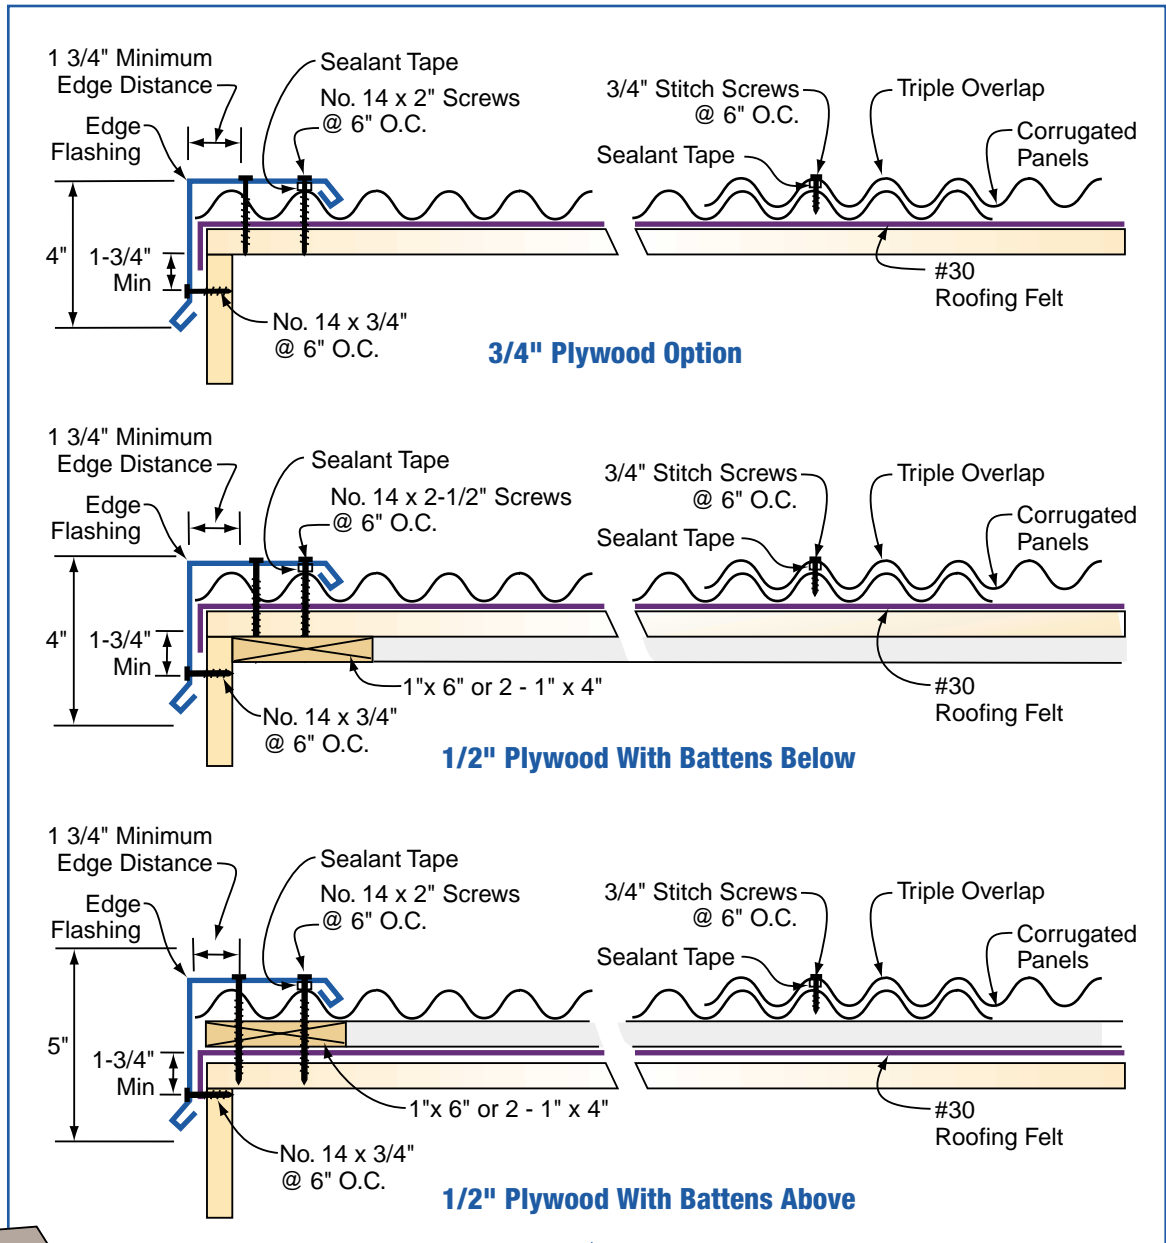 1 3/4" Minimum
Edge Distance
Edge
Flashing
Sealant Tape
No. 14 x 2" Screws
@ 6" O.C.
3/4" Stitch Screws
@ 6" O.C.
Sealant Tape
Triple Overlap
Corrugated
Panels
4"
1-3/4"
Min
No. 14 x 3/4"
@ 6" O.C.
#30
Roofing Felt
3/4" Plywood Option
1 3/4" Minimum
Edge Distance
Edge
Flashing
Sealant Tape
No. 14 x 2-1/2" Screws
@ 6" O.C.
3/4" Stitch Screws
@ 6" O.C.
Sealant Tape
Triple Overlap
Corrugated
Panels
4"
1-3/4"
Min
1"x 6" or 2 - 1" x 4"
No. 14 x 3/4"
@ 6" O.C.
#30
Roofing Felt
1/2" Plywood With Battens Below
1 3/4" Minimum
Edge Distance
Edge
Flashing
Sealant Tape
No. 14 x 2" Screws
@ 6" O.C.
3/4" Stitch Screws
@ 6" O.C.
Sealant Tape
Triple Overlap
Corrugated
Panels
5"
1-3/4"
Min
1"x 6" or 2 - 1" x 4"
No. 14 x 3/4"
@ 6" O.C.
#30
Roofing Felt
1/2" Plywood With Battens Above